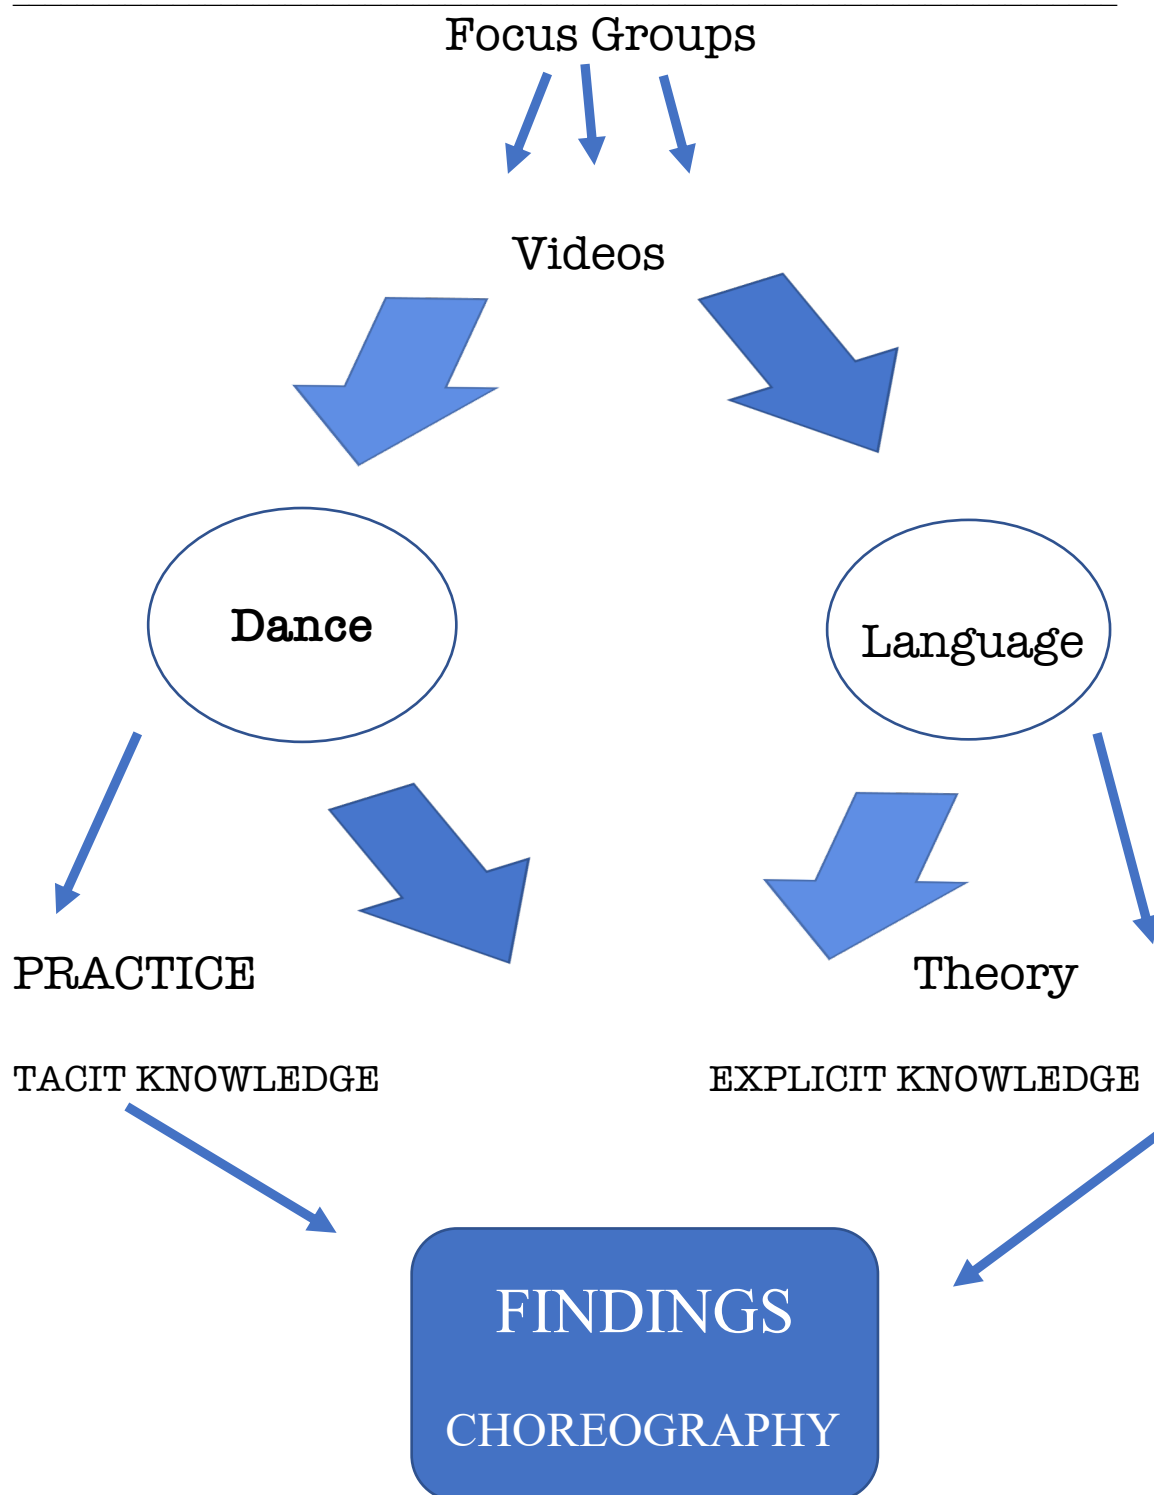 Focus Groups
Videos
Dance
Language
PRACTICE
Theory
TACIT KNOWLEDGE
EXPLICIT KNOWLEDGE
FINDINGS
CHOREOGRAPHY